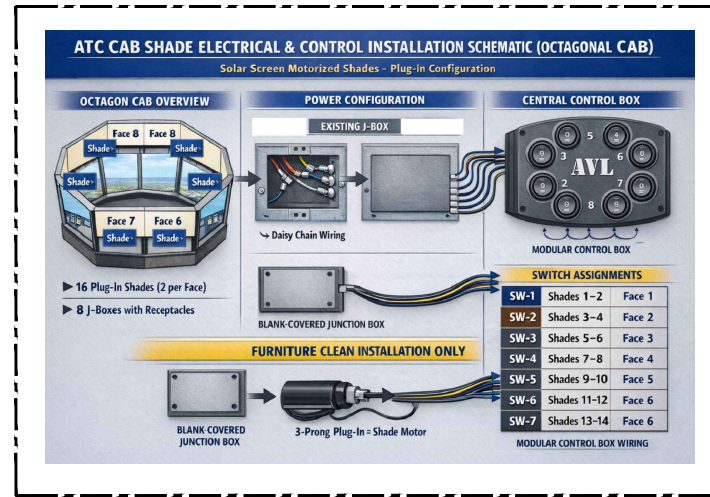 ATC CAB SHADE ELECTRICAL & CONTROL INSTALLATION SCHEMATIC (OCTAGONAL CAB)
Solar Screen Motorized Shades – Plug-in Configuration
OCTAGON CAB OVERVIEW
Face 8 Face 8
Shade Shade
Shade Shade
Face 7 Face 6
Shade Shade
▶ 16 Plug-In Shades (2 per Face)
▶ 8 J-Boxes with Receptacles
POWER CONFIGURATION
EXISTING J-BOX
Daisy Chain Wiring
BLANK-COVERED JUNCTION BOX
CENTRAL CONTROL BOX
5
3 6
AVL
2 7
8
MODULAR CONTROL BOX
SWITCH ASSIGNMENTS
SW-1 Shades 1–2 Face 1
SW-2 Shades 3–4 Face 2
SW-3 Shades 5–6 Face 3
SW-4 Shades 7–8 Face 4
SW-5 Shades 9–10 Face 5
SW-6 Shades 11–12 Face 6
SW-7 Shades 13–14 Face 6
MODULAR CONTROL BOX WIRING
FURNITURE CLEAN INSTALLATION ONLY
BLANK-COVERED
JUNCTION BOX
3-Prong Plug-In = Shade Motor